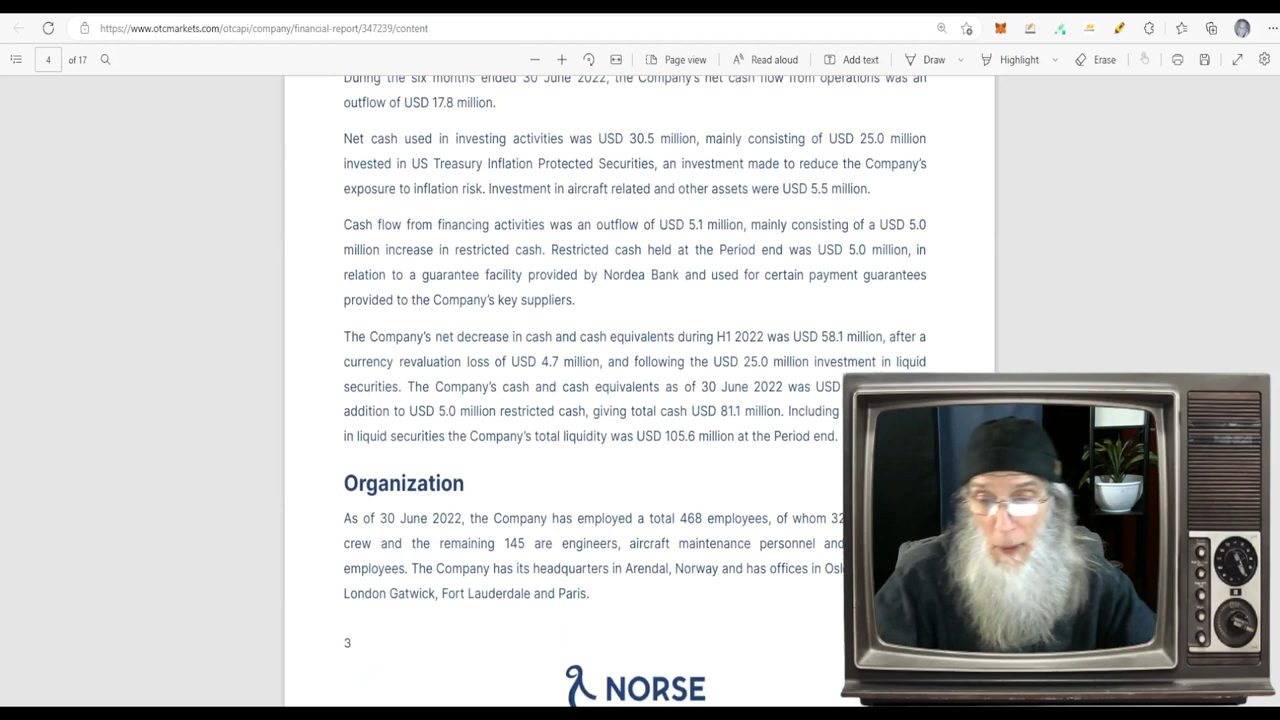 https://www.otcmarkets.com/otcapi/company/financial-report/347239/content
4 of 17
Page view
Read aloud
Add text
Draw
Highlight
Erase
During the six months ended 30 June 2022, the Company's net cash flow from operations was an
outflow of USD 17.8 million.
Net cash used in investing activities was USD 30.5 million, mainly consisting of USD 25.0 million
invested in US Treasury Inflation Protected Securities, an investment made to reduce the Company's
exposure to inflation risk. Investment in aircraft related and other assets were USD 5.5 million.
Cash flow from financing activities was an outflow of USD 5.1 million, mainly consisting of a USD 5.0
million increase in restricted cash. Restricted cash held at the Period end was USD 5.0 million, in
relation to a guarantee facility provided by Nordea Bank and used for certain payment guarantees
provided to the Company's key suppliers.
The Company's net decrease in cash and cash equivalents during H1 2022 was USD 58.1 million, after a
currency revaluation loss of USD 4.7 million, and following the USD 25.0 million investment in liquid
securities. The Company's cash and cash equivalents as of 30 June 2022 was USD
addition to USD 5.0 million restricted cash, giving total cash USD 81.1 million. Including
in liquid securities the Company's total liquidity was USD 105.6 million at the Period end.
Organization
As of 30 June 2022, the Company has employed a total 468 employees, of whom 32
crew and the remaining 145 are engineers, aircraft maintenance personnel and
employees. The Company has its headquarters in Arendal, Norway and has offices in
London Gatwick, Fort Lauderdale and Paris.
3
NORSE